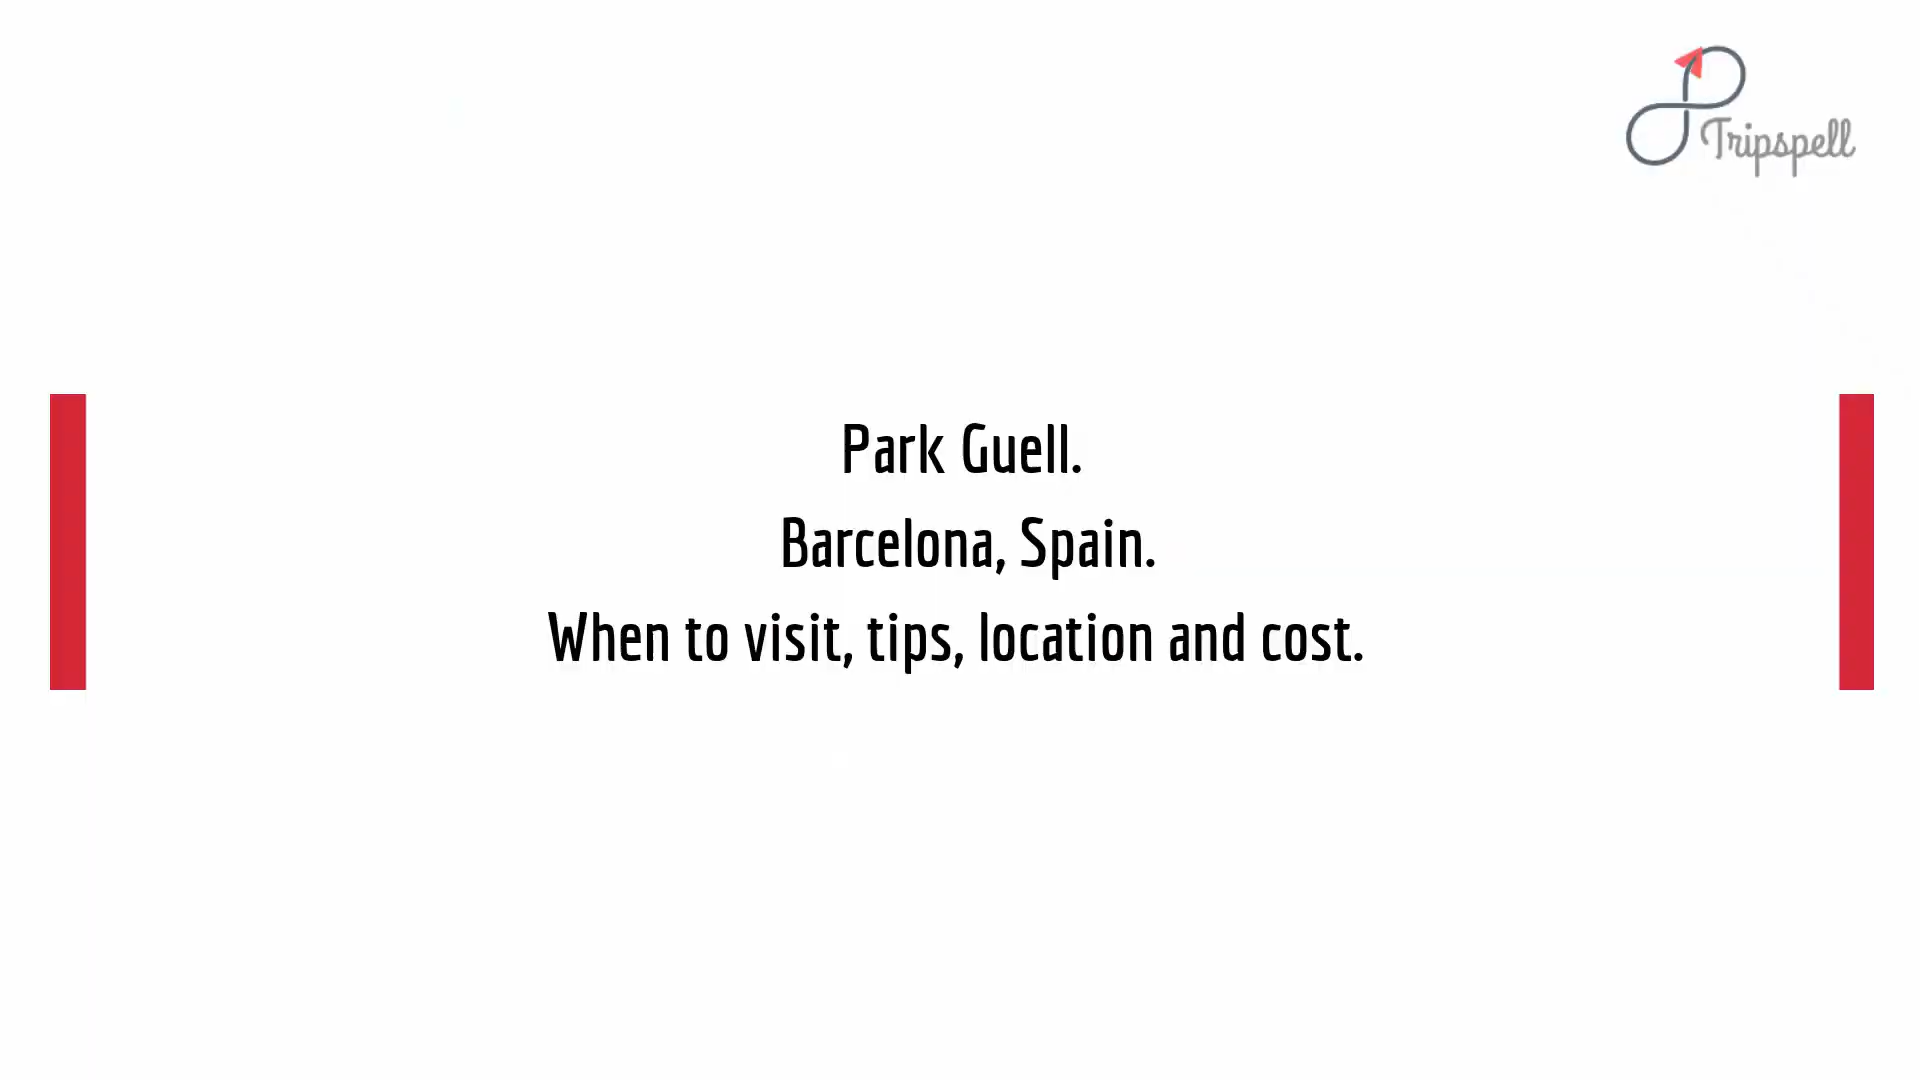 Tripspell
Park Guell.
Barcelona, Spain.
When to visit, tips, location and cost.